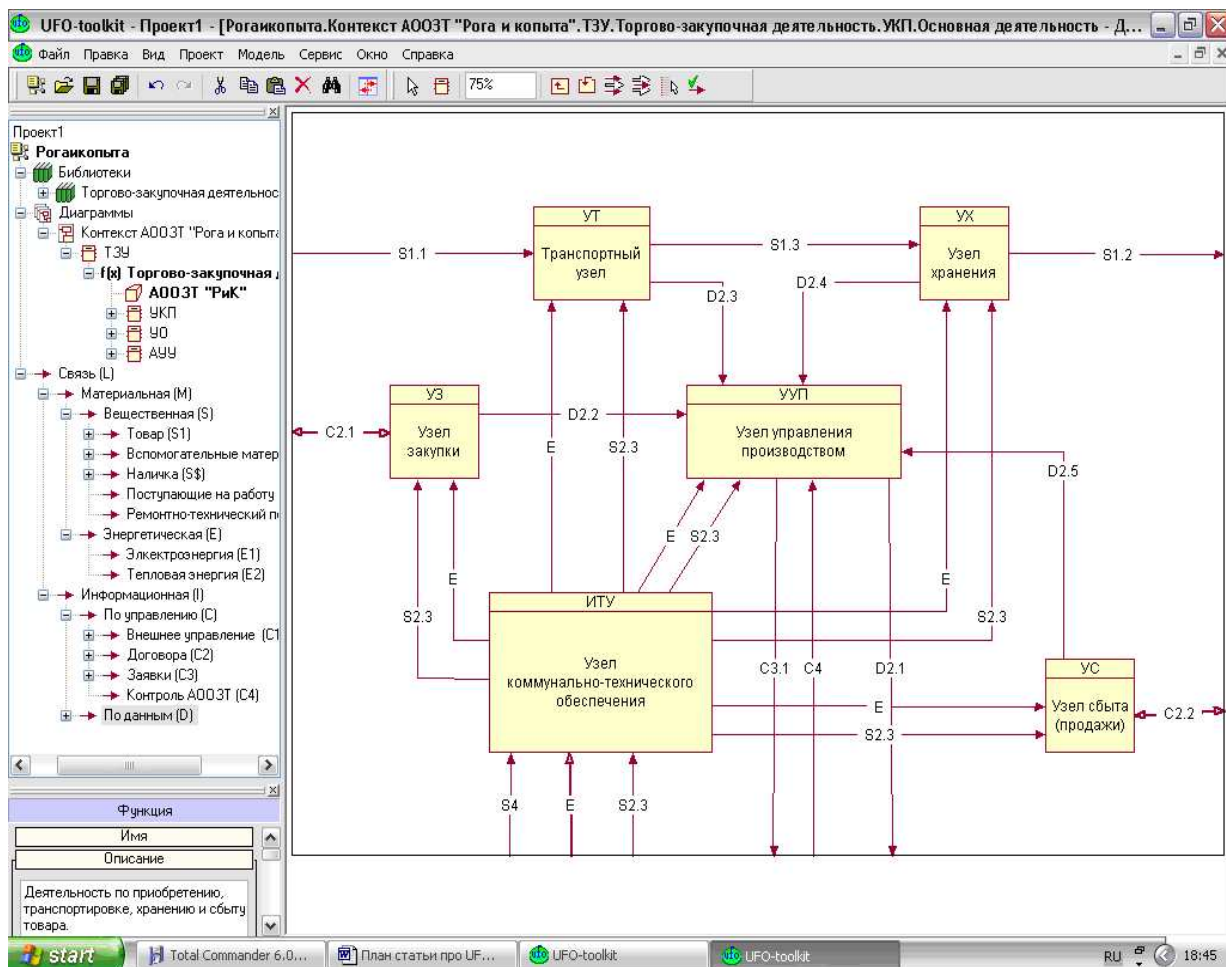 UFO-toolkit - Проект1 - [Рогаикопыта.Контекст АООЗТ "Рога и копыта".ТЗУ.Торгово-закупочная деятельность.УКП.Основная деятельность - Д...
Файл Правка Вид Проект Модель Сервис Окно Справка
75%
Проект1
Рогаикопыта
Библиотеки
Торгово-закупочная деятельнос
Диаграммы
Контекст АООЗТ "Рога и копыта
ТЗУ
f(x) Торгово-закупочная д
АООЗТ "РиК"
УКП
УО
АУУ
Связь (L)
Материальная (M)
Вещественная (S)
Товар (S1)
Вспомогательные матер
Наличка (S$)
Поступающие на работу
Ремонтно-технический п
Энергетическая (E)
Элкектроэнергия (E1)
Тепловая энергия (E2)
Информационная (I)
По управлению (C)
Внешнее управление (C1
Договора (C2)
Заявки (C3)
Контроль АООЗТ (C4)
По данным (D)
Функция
Имя
Описание
Деятельность по приобретению,
транспортировке, хранению и сбыту
товара.
УТ
Транспортный
узел
УХ
Узел
хранения
S1.1
S1.3
S1.2
D2.3
D2.4
УЗ
Узел
закупки
УУП
Узел управления
производством
C2.1
D2.2
E
S2.3
D2.5
E
S2.3
E
E
S2.3
S2.3
ИТУ
Узел
коммунально-технического
обеспечения
C3.1
C4
D2.1
УС
Узел сбыта
(продажи)
E
S2.3
C2.2
S4
E
S2.3
start
Total Commander 6.0...
План статьи про UF...
UFO-toolkit
UFO-toolkit
RU
18:45